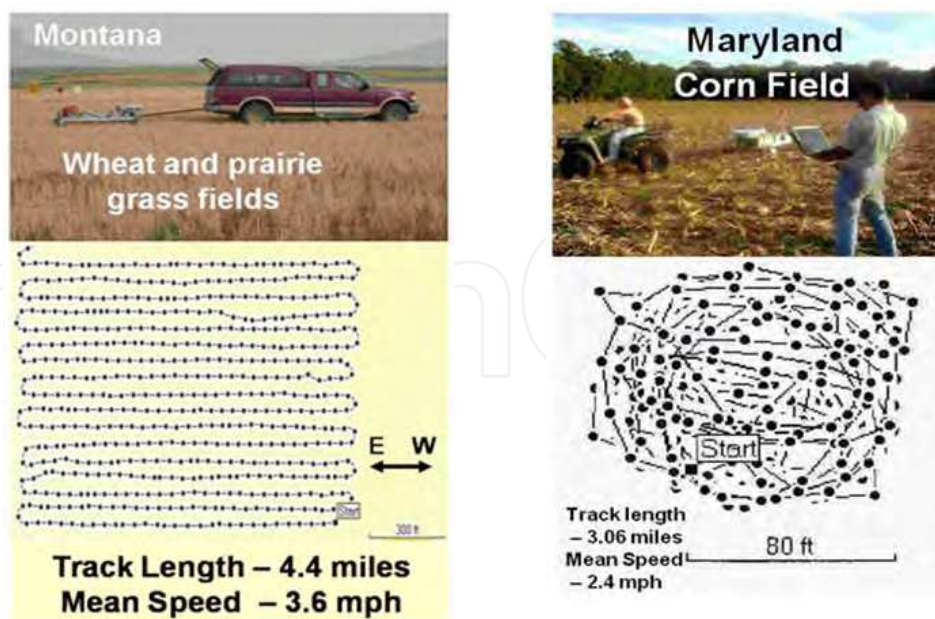 Montana
Wheat and prairie
grass fields
E W
Start
300 ft
Track Length – 4.4 miles
Mean Speed – 3.6 mph
Maryland
Corn Field
Start
Track length
– 3.06 miles
Mean Speed
– 2.4 mph
80 ft